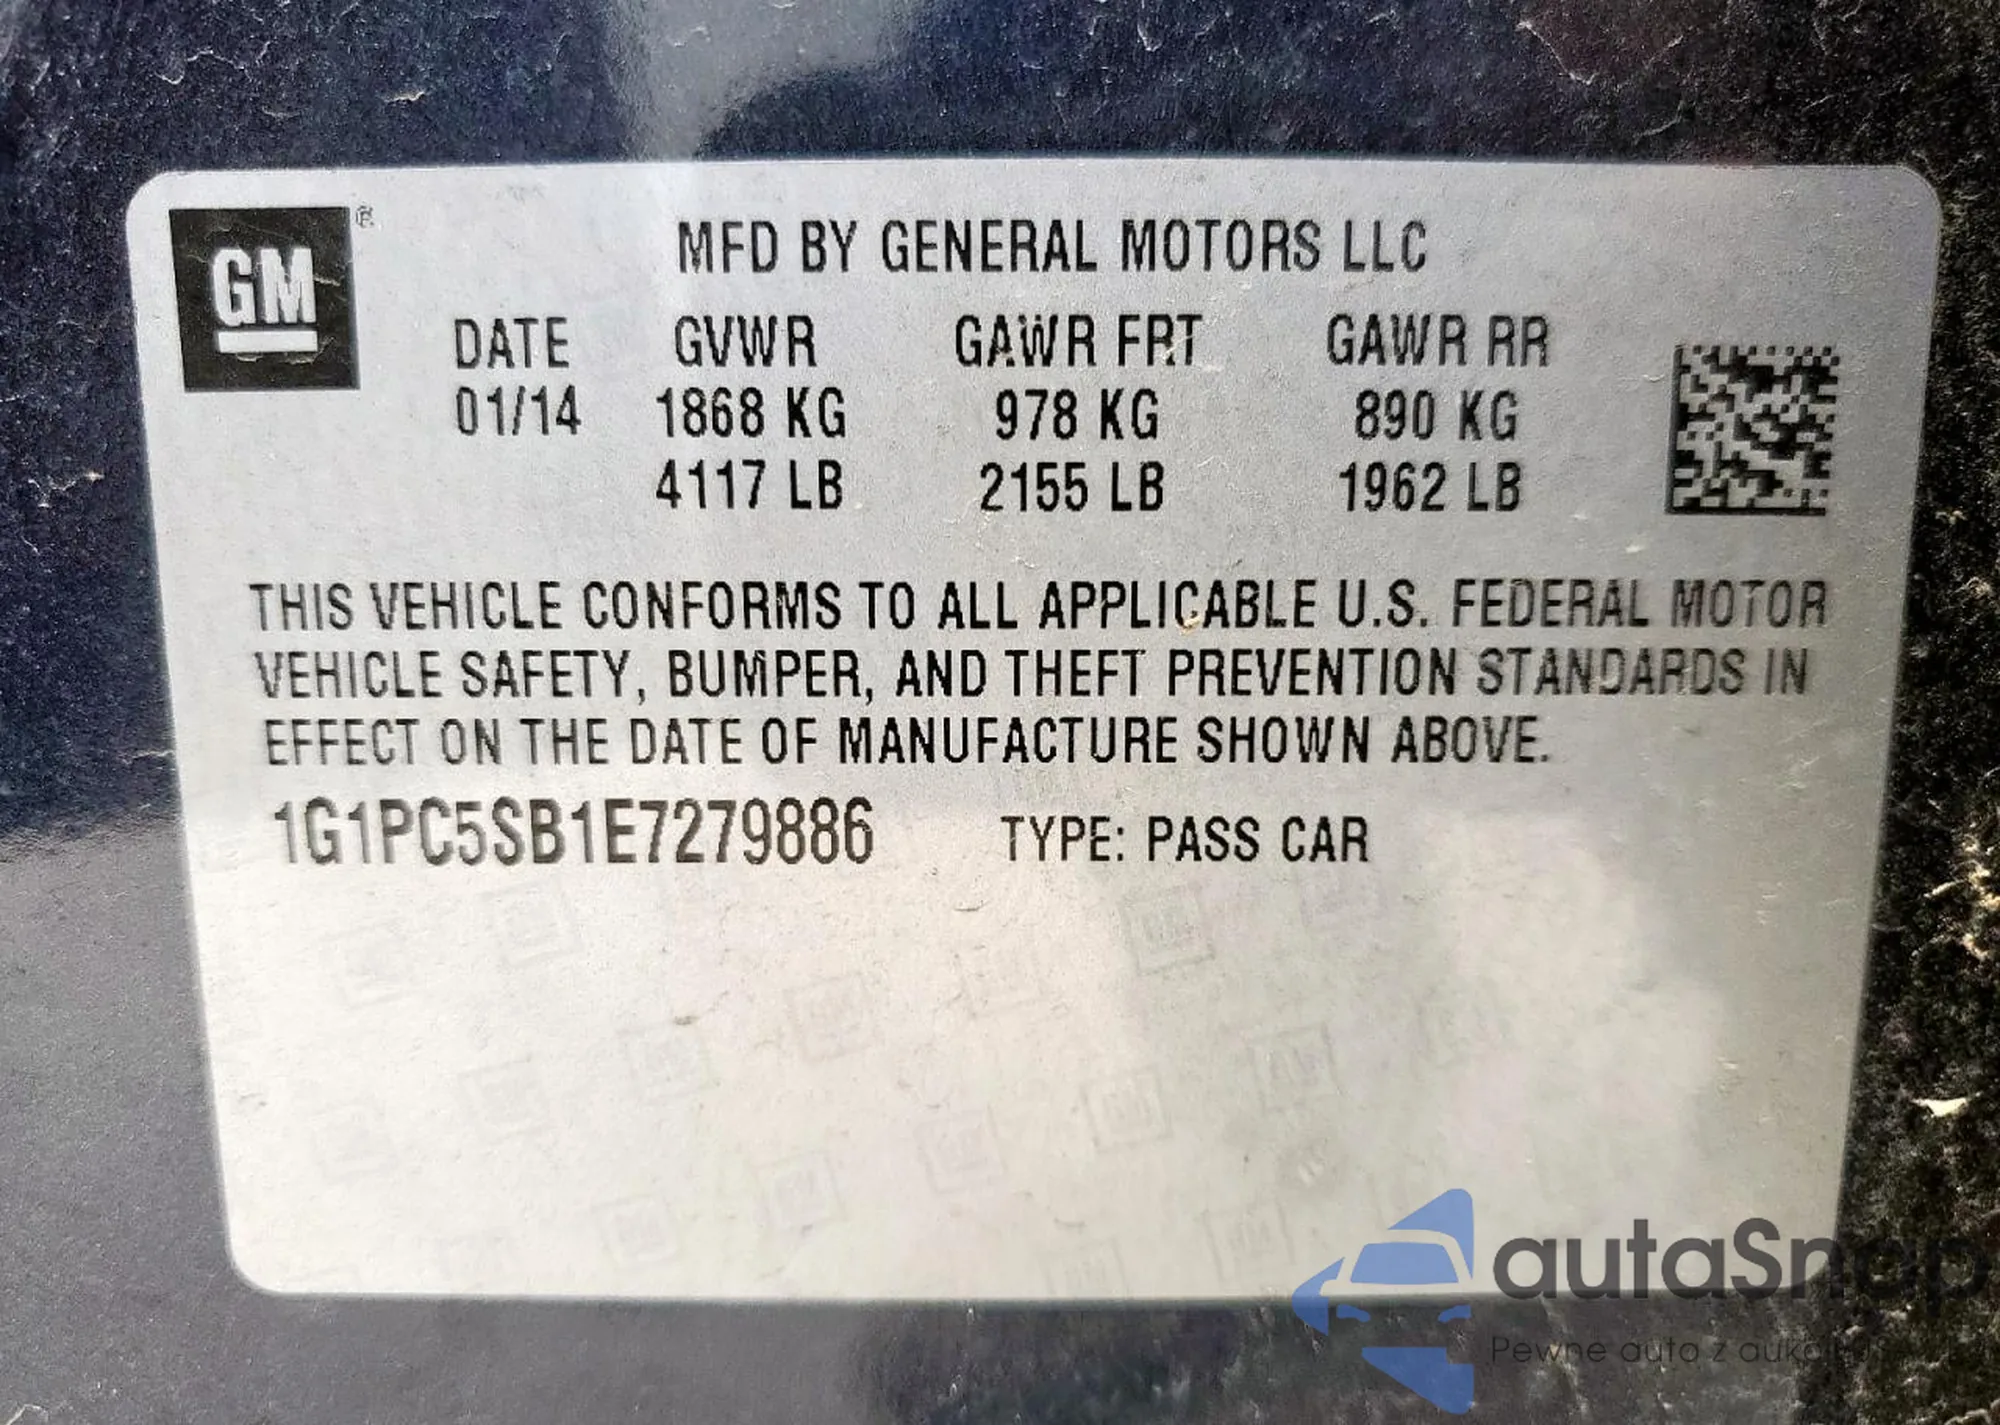 GM ®
MFD BY GENERAL MOTORS LLC
DATE GVWR GAWR FRT GAWR RR
01/14 1868 KG 978 KG 890 KG
4117 LB 2155 LB 1962 LB
THIS VEHICLE CONFORMS TO ALL APPLICABLE U.S. FEDERAL MOTOR
VEHICLE SAFETY, BUMPER, AND THEFT PREVENTION STANDARDS IN
EFFECT ON THE DATE OF MANUFACTURE SHOWN ABOVE.
1G1PC5SB1E7279886 TYPE: PASS CAR
autaSnap
Pewne auto z